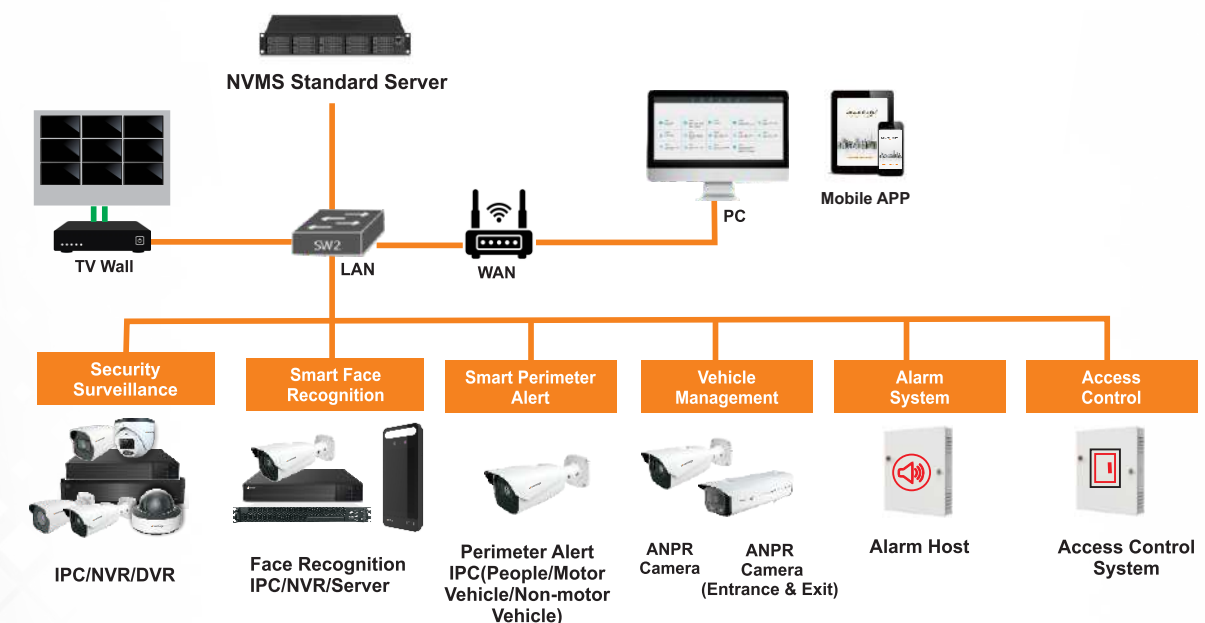 NVMS Standard Server
TV Wall
SW2
LAN
WAN
PC
Mobile APP
Security
Surveillance
Smart Face
Recognition
Smart Perimeter
Alert
Vehicle
Management
Alarm
System
Access
Control
IPC/NVR/DVR
Face Recognition
IPC/NVR/Server
Perimeter Alert
IPC(People/Motor
Vehicle/Non-motor
Vehicle)
ANPR
Camera
ANPR
Camera
(Entrance & Exit)
Alarm Host
Access Control
System